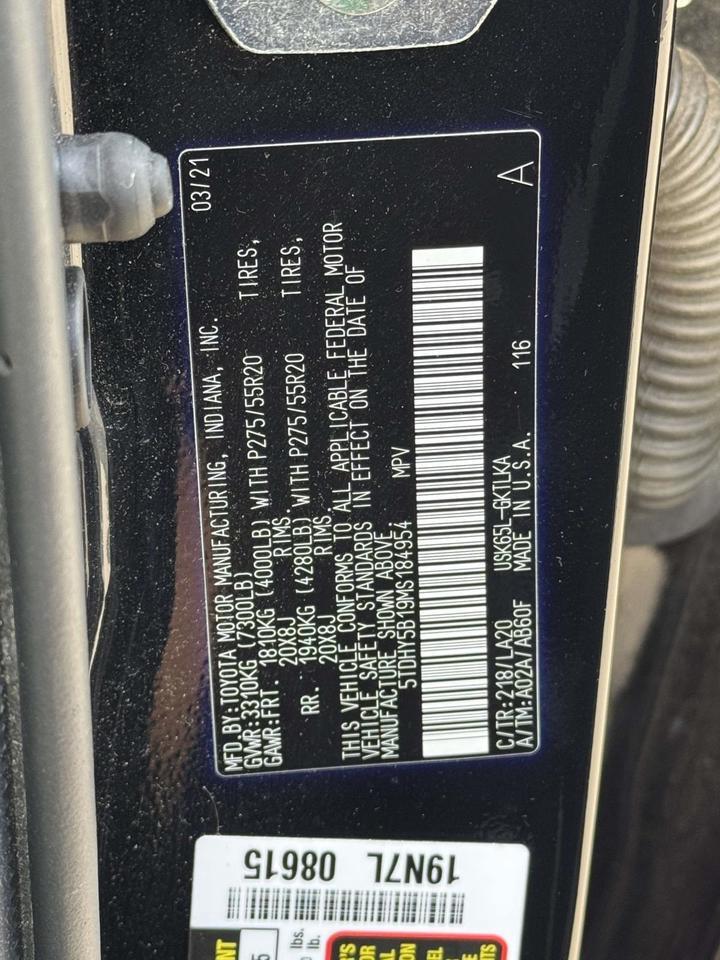 MFD.BY:TOYOTA MOTOR MANUFACTURING, INDIANA, INC. 03/21
GVWR:3310KG (7300LB)
GAWR:FRT. 1810KG (4000LB) WITH P275/55R20 TIRES,
20X8J RIMS.
RR. 1940KG (4280LB) WITH P275/55R20 TIRES,
20X8J RIMS
THIS VEHICLE CONFORMS TO ALL APPLICABLE FEDERAL MOTOR
VEHICLE SAFETY STANDARDS IN EFFECT ON THE DATE OF
MANUFACTURE SHOWN ABOVE.
5TDHY5B19MS184954 MPV
C/TR:218/LA20 USK65L-GKTLKA 116
A/TM:A02A/AB60F MADE IN U.S.A. A
19N7L 08615
lbs.
lb.